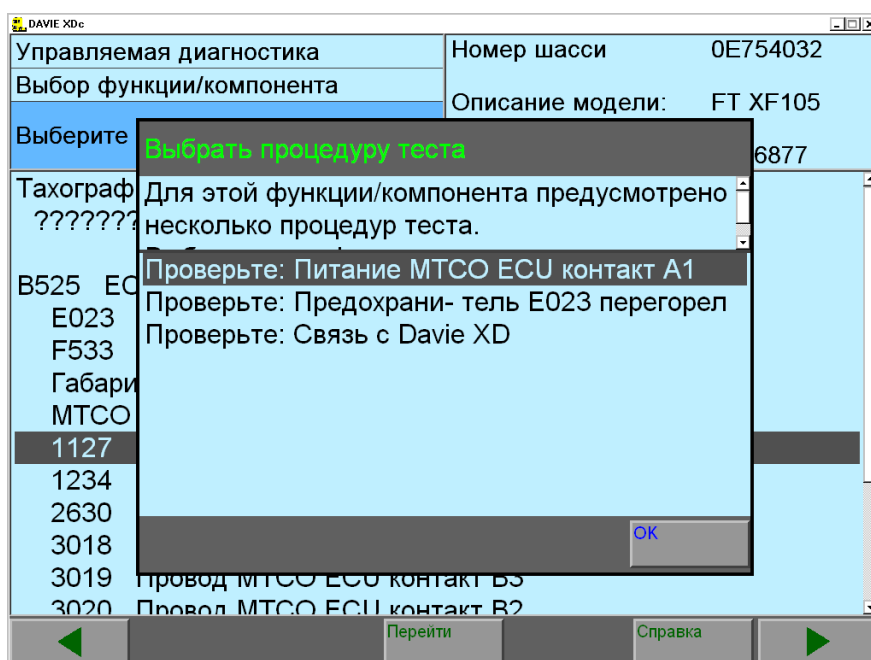 DAVIE XDc
Управляемая диагностика
Выбор функции/компонента
Выберите
Номер шасси 0E754032
Описание модели: FT XF105
6877
Выбрать процедуру теста
Для этой функции/компонента предусмотрено
несколько процедур теста.
Проверьте: Питание MTCO ECU контакт A1
Проверьте: Предохрани- тель E023 перегорел
Проверьте: Связь с Davie XD
OK
Тахограф
???????
B525 EC
E023
F533
Габари
MTCO
1127
1234
2630
3018
3019 Провод MTCO ECU контакт B3
3020 Провод MTCO ECU контакт B2
Перейти
Справка